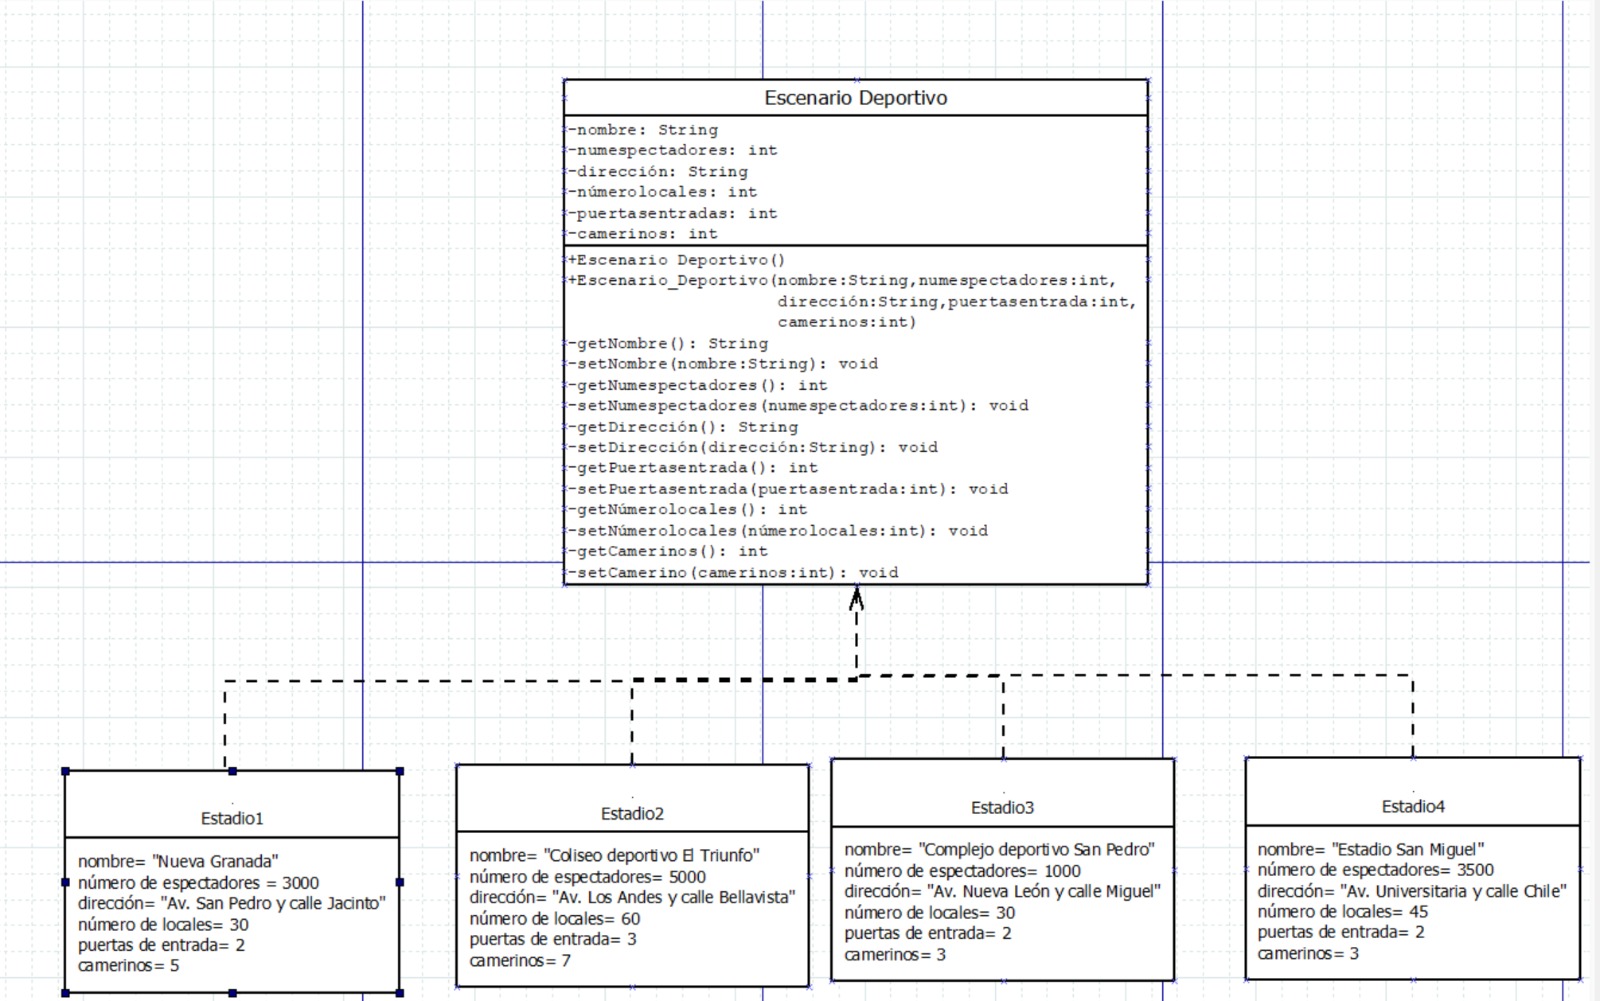 Escenario Deportivo
-nombre: String
-numespectadores: int
-dirección: String
-númerolocales: int
-puertasentradas: int
-camerinos: int
+Escenario Deportivo()
+Escenario_Deportivo(nombre:String,numespectadores:int,
dirección:String,puertasentrada:int,
camerinos:int)
-getNombre(): String
-setNombre(nombre:String): void
-getNumespectadores(): int
-setNumespectadores(numespectadores:int): void
-getDirección(): String
-setDirección(dirección:String): void
-getPuertasentrada(): int
-setPuertasentrada(puertasentrada:int): void
-getNúmerolocales(): int
-setNúmerolocales(númerolocales:int): void
-getCamerinos(): int
-setCamerino(camerinos:int): void
Estadio1
nombre= "Nueva Granada"
número de espectadores = 3000
dirección= "Av. San Pedro y calle Jacinto"
número de locales= 30
puertas de entrada= 2
camerinos= 5
Estadio2
nombre= "Coliseo deportivo El Triunfo"
número de espectadores= 5000
dirección= "Av. Los Andes y calle Bellavista"
número de locales= 60
puertas de entrada= 3
camerinos= 7
Estadio3
nombre= "Complejo deportivo San Pedro"
número de espectadores= 1000
dirección= "Av. Nueva León y calle Miguel"
número de locales= 30
puertas de entrada= 2
camerinos= 3
Estadio4
nombre= "Estadio San Miguel"
número de espectadores= 3500
dirección= "Av. Universitaria y calle Chile"
número de locales= 45
puertas de entrada= 2
camerinos= 3